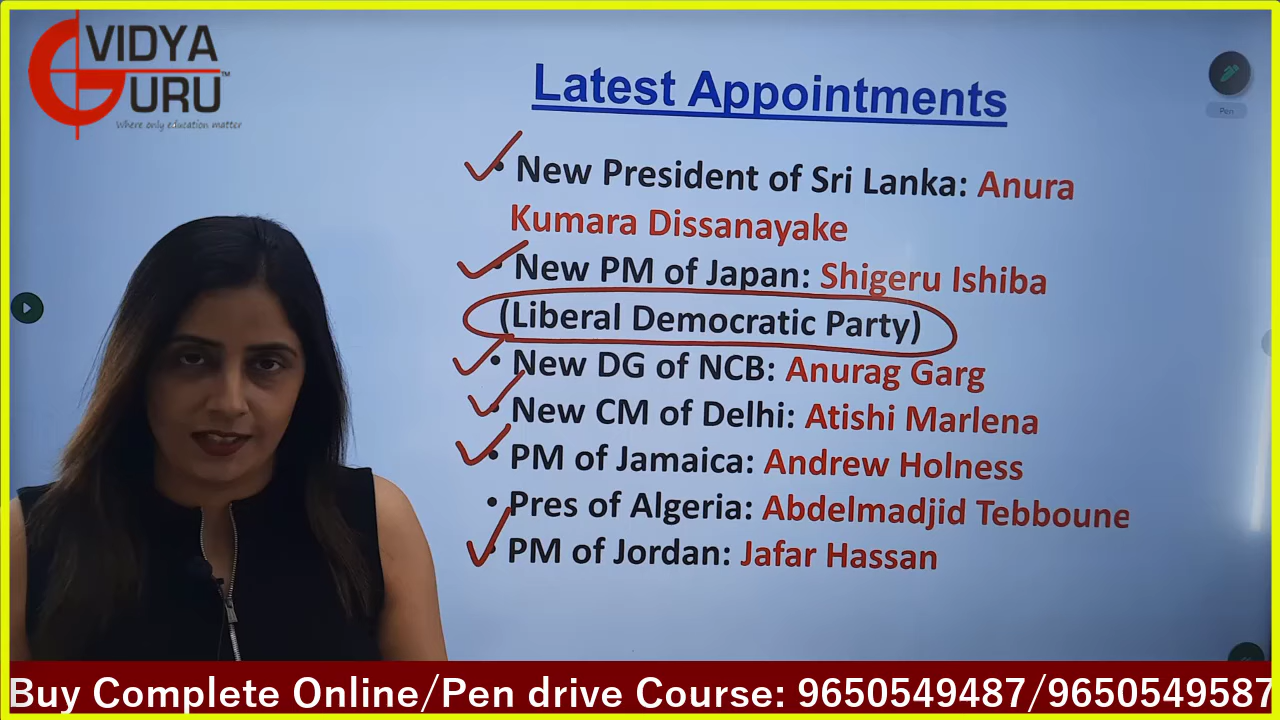 VIDYA
GURU™
Where only education matter
Latest Appointments
Pen
• New President of Sri Lanka: Anura
Kumara Dissanayake
• New PM of Japan: Shigeru Ishiba
(Liberal Democratic Party)
• New DG of NCB: Anurag Garg
• New CM of Delhi: Atishi Marlena
• PM of Jamaica: Andrew Holness
• Pres of Algeria: Abdelmadjid Tebboune
• PM of Jordan: Jafar Hassan
Buy Complete Online/Pen drive Course: 9650549487/9650549587